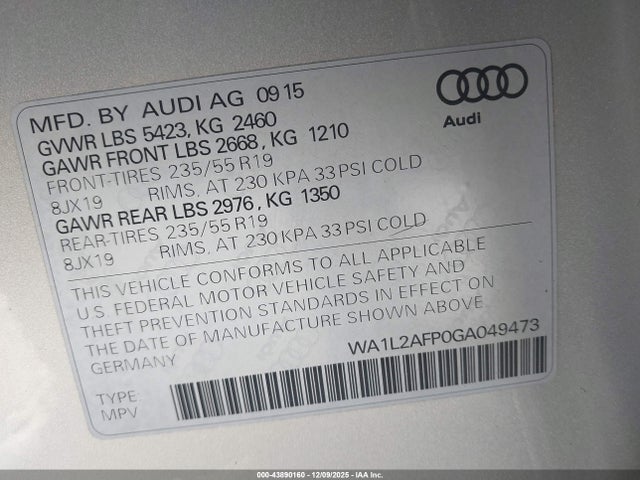 MFD. BY AUDI AG 09 15
GVWR LBS 5423, KG 2460
GAWR FRONT LBS 2668, KG 1210
FRONT-TIRES 235/55 R19
8JX19 RIMS, AT 230 KPA 33 PSI COLD
GAWR REAR LBS 2976, KG 1350
REAR-TIRES 235/55 R19
8JX19 RIMS, AT 230 KPA 33 PSI COLD
Audi
THIS VEHICLE CONFORMS TO ALL APPLICABLE
U.S. FEDERAL MOTOR VEHICLE SAFETY AND
THEFT PREVENTION STANDARDS IN EFFECT ON
THE DATE OF MANUFACTURE SHOWN ABOVE.
GERMANY
WA1L2AFP0GA049473
TYPE
MPV
000-43890160 - 12/09/2025 - IAA Inc.